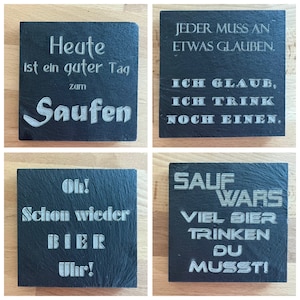 Heute
ist ein guter Tag
zum
Saufen
JEDER MUSS AN
ETWAS GLAUBEN.
ICH GLAUB,
ICH TRINK
NOCH EINEN.
Oh!
Schon wieder
BIER
Uhr!
SAUF
WARS
VIEL BIER
TRINKEN
DU
MUSST!